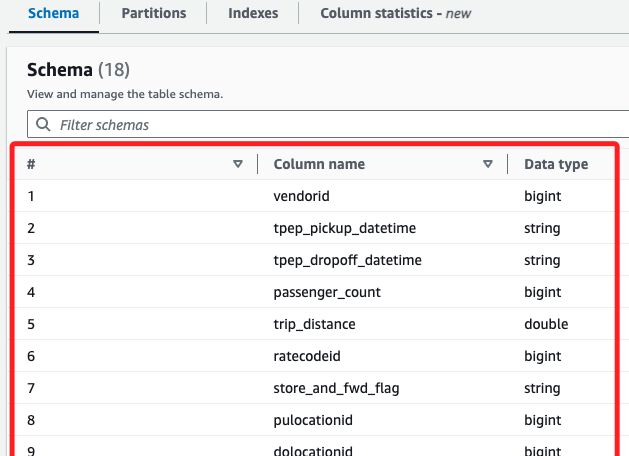 Schema Partitions Indexes Column statistics - new
Schema (18)
View and manage the table schema.
Filter schemas
# Column name Data type
1 vendorid bigint
2 tpep_pickup_datetime string
3 tpep_dropoff_datetime string
4 passenger_count bigint
5 trip_distance double
6 ratecodeid bigint
7 store_and_fwd_flag string
8 pulocationid bigint
9 dolocationid bigint